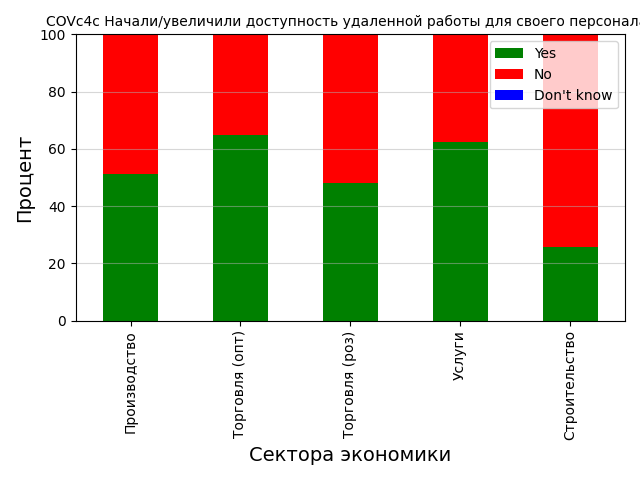 COVc4c Начали/увеличили доступность удаленной работы для своего персонала
Yes
No
Don't know
Процент
100
80
60
40
20
0
Производство
Торговля (опт)
Торговля (роз)
Услуги
Строительство
Сектора экономики